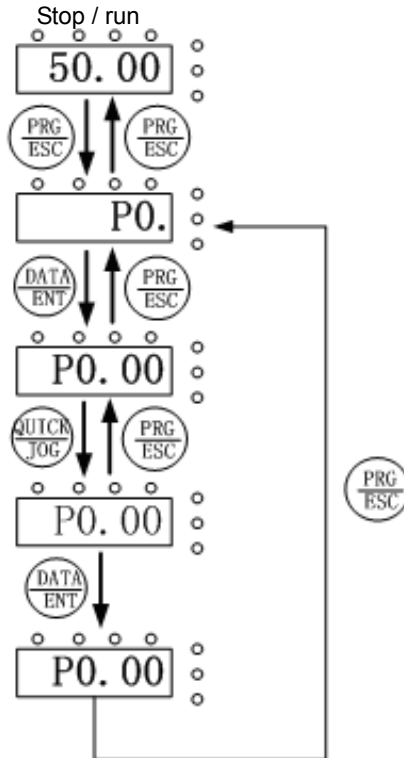 Stop / run
50.00
PRG
ESC
PRG
ESC
P0.
DATA
ENT
PRG
ESC
P0.00
QUICK
JOG
PRG
ESC
P0.00
PRG
ESC
DATA
ENT
P0.00